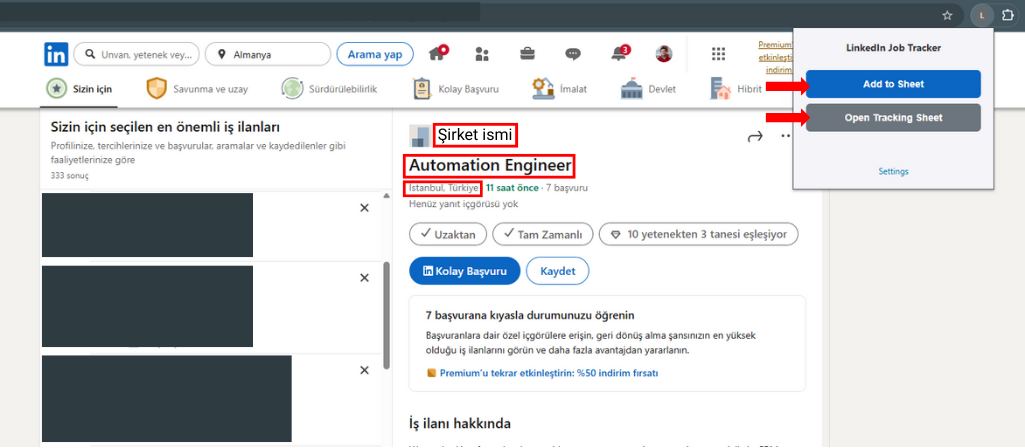 L
in
Unvan, yetenek vey...
Almanya
Arama yap
3
Premium'u
etkinleştirin:
indirim
Sizin için
Savunma ve uzay
Sürdürülebilirlik
Kolay Başvuru
İmalat
Devlet
Hibrit
LinkedIn Job Tracker
Add to Sheet
Open Tracking Sheet
Settings
Sizin için seçilen en önemli iş ilanları
Profilinize, tercihlerinize ve başvurular, aramalar ve kaydedilenler gibi
faaliyetlerinize göre
333 sonuç
Şirket ismi
Automation Engineer
İstanbul, Türkiye 11 saat önce · 7 başvuru
Henüz yanıt içgörüsü yok
Uzaktan
Tam Zamanlı
10 yetenekten 3 tanesi eşleşiyor
in Kolay Başvuru
Kaydet
7 başvurana kıyasla durumunuzu öğrenin
Başvuranlara dair özel içgörülere erişin, geri dönüş alma şansınızın en yüksek
olduğu iş ilanlarını görün ve daha fazla avantajdan yararlanın.
Premium'u tekrar etkinleştirin: %50 indirim fırsatı
İş ilanı hakkında